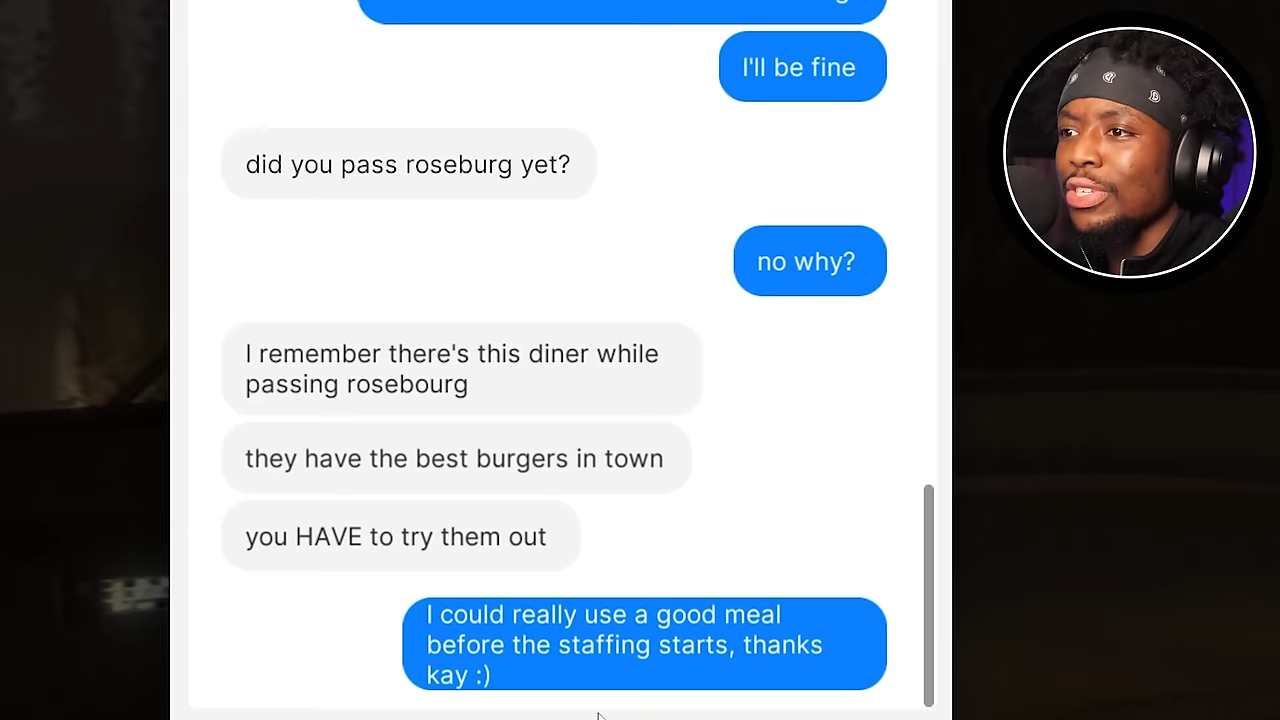 I'll be fine
did you pass roseburg yet?
no why?
I remember there's this diner while
passing rosebourg
they have the best burgers in town
you HAVE to try them out
I could really use a good meal
before the staffing starts, thanks
kay :)